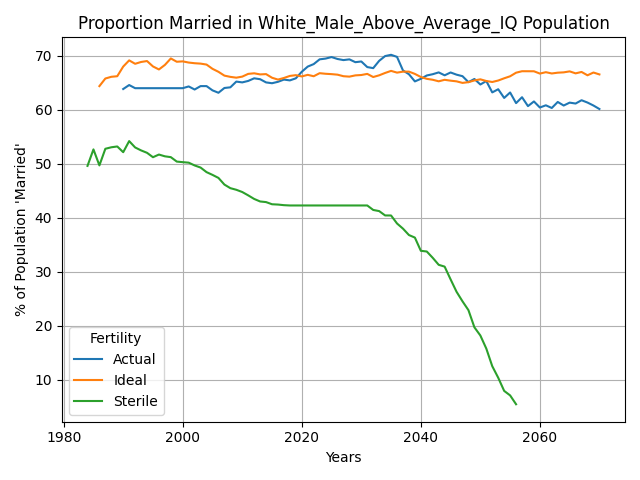 Proportion Married in White_Male_Above_Average_IQ Population
% of Population 'Married'
70
60
50
40
30
20
10
Fertility
Actual
Ideal
Sterile
1980
2000
2020
2040
2060
Years